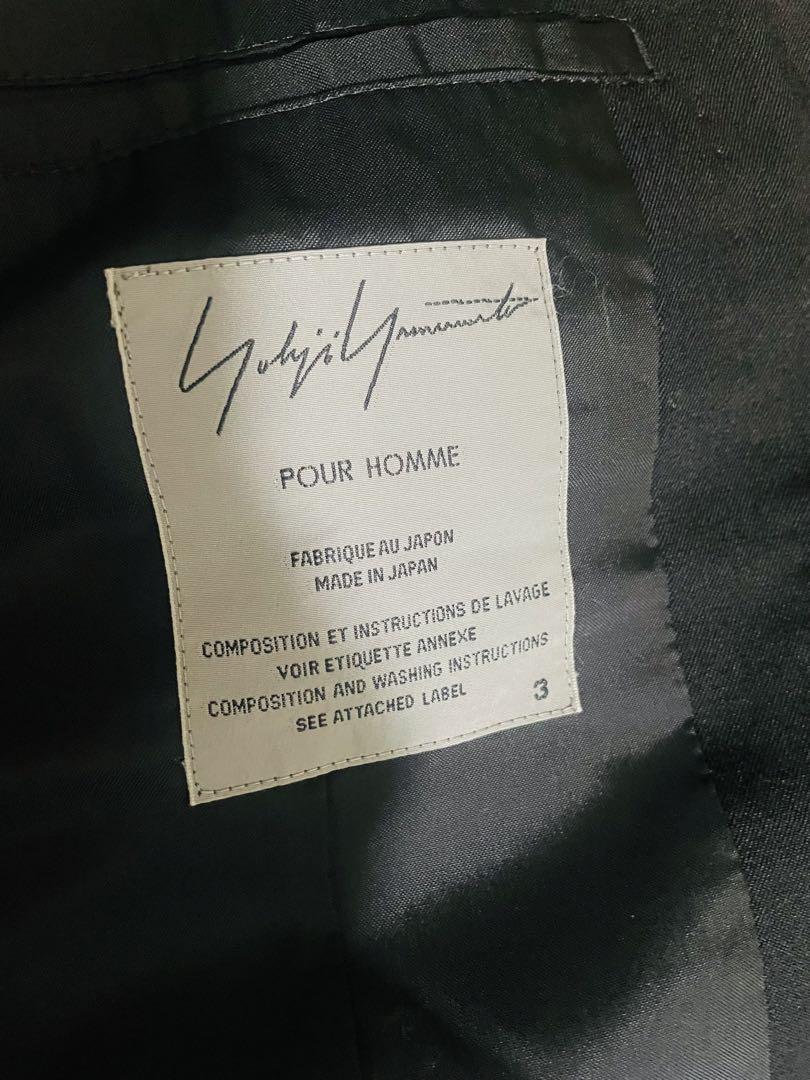 Yohji Yamamoto
POUR HOMME
FABRIQUE AU JAPON
MADE IN JAPAN
COMPOSITION ET INSTRUCTIONS DE LAVAGE
VOIR ETIQUETTE ANNEXE
COMPOSITION AND WASHING INSTRUCTIONS
SEE ATTACHED LABEL
3